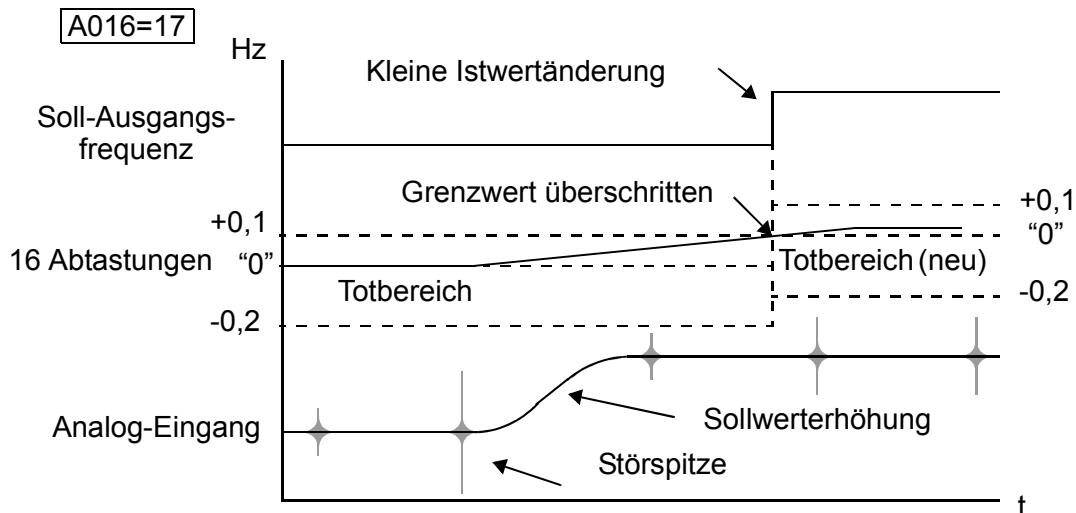 A016=17
Hz
Kleine Istwertänderung
Soll-Ausgangs-
frequenz
Grenzwert überschritten
+0,1
+0,1
"0"
16 Abtastungen "0"
Totbereich (neu)
Totbereich
-0,2
-0,2
Sollwerterhöhung
Analog-Eingang
Störspitze
t